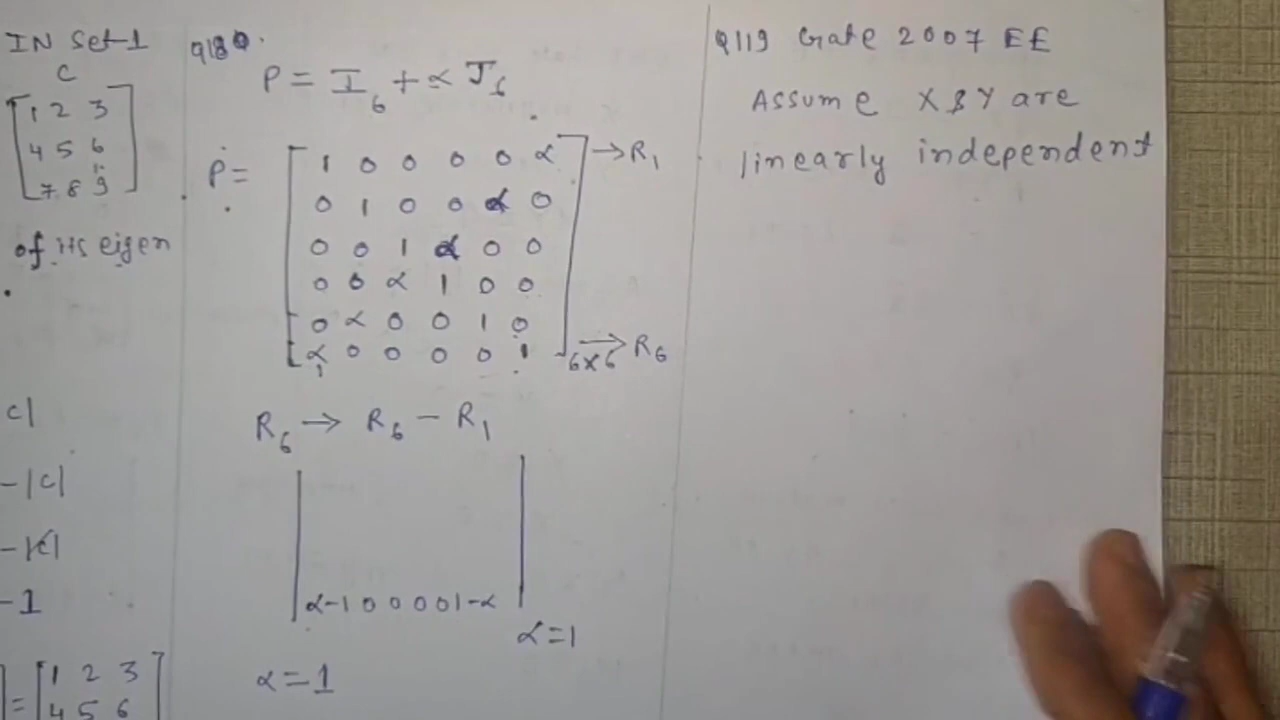 IN Set-1
C
1 2 3
4 5 6
7 8 9
of its eigen
c|
-|c|
-|c|
-1
= 1 2 3
4 5 6
Q180.
P = I₆ + α J₆
P =
1 0 0 0 0 α → R₁
0 1 0 0 α 0
0 0 1 α 0 0
0 0 α 1 0 0
0 α 0 0 1 0
α 0 0 0 0 1 6×6 → R₆
R₆ → R₆ - R₁
α-1 0 0 0 0 1-α
α=1
α=1
Q119 Gate 2007 EE
Assume X & Y are
linearly independent